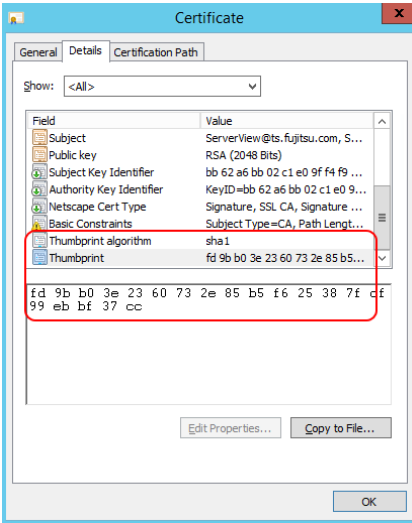 Certificate
x
General Details Certification Path
Show: <All>
Field Value
Subject ServerView@ts.fujitsu.com, S...
Public key RSA (2048 Bits)
Subject Key Identifier bb 62 a6 bb 02 c1 e0 9f f4 f9 ...
Authority Key Identifier KeyID=bb 62 a6 bb 02 c1 e0 9...
Netscape Cert Type Signature, SSL CA, Signature ...
Basic Constraints Subject Type=CA, Path Lengt...
Thumbprint algorithm sha1
Thumbprint fd 9b b0 3e 23 60 73 2e 85 b5...
fd 9b b0 3e 23 60 73 2e 85 b5 f6 25 38 7f cf
99 eb bf 37 cc
Edit Properties... Copy to File...
OK